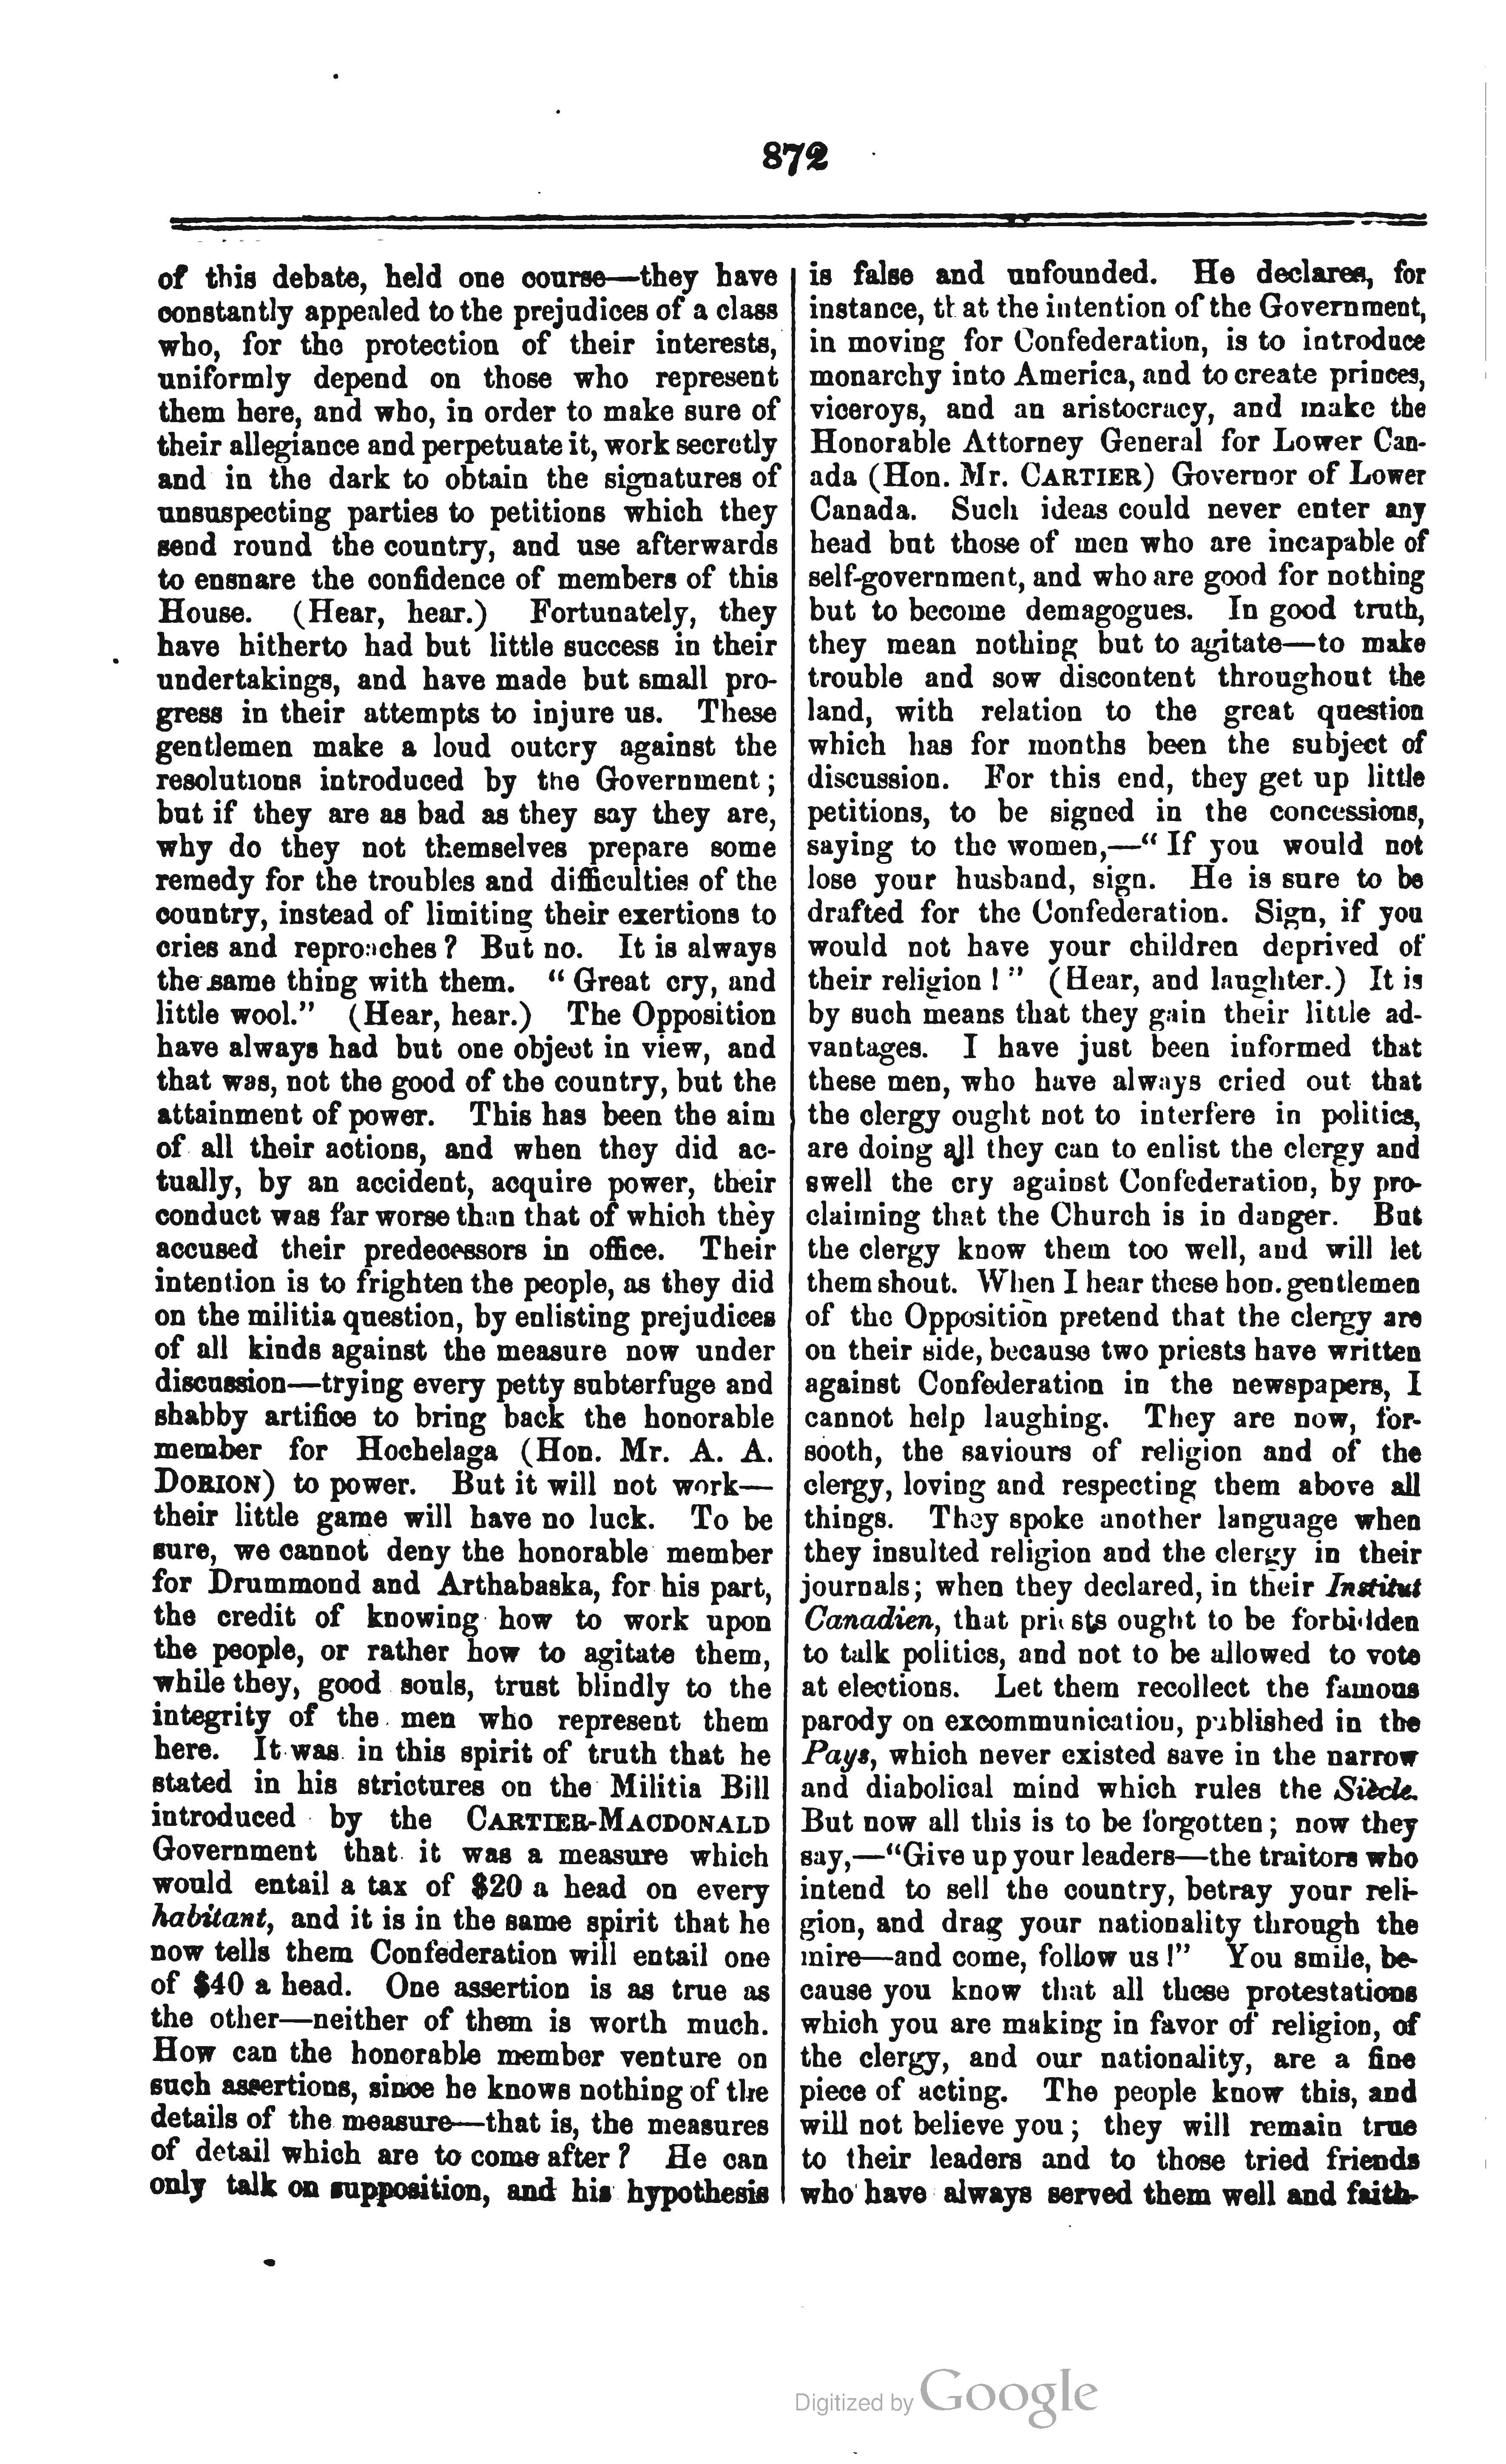 872
of this debate, held one course—they have
constantly appealed to the prejudices of a class
who, for the protection of their interests,
uniformly depend on those who represent
them here, and who, in order to make sure of
their allegiance and perpetuate it, work secretly
and in the dark to obtain the signatures of
unsuspecting parties to petitions which they
send round the country, and use afterwards
to ensnare the confidence of members of this
House. (Hear, hear.) Fortunately, they
have hitherto had but little success in their
undertakings, and have made but small pro-
gress in their attempts to injure us. These
gentlemen make a loud outcry against the
resolutions introduced by the Government;
but if they are as bad as they say they are,
why do they not themselves prepare some
remedy for the troubles and difficulties of the
country, instead of limiting their exertions to
cries and reproaches? But no. It is always
the same thing with them. "Great cry, and
little wool." (Hear, hear.) The Opposition
have always had but one object in view, and
that was, not the good of the country, but the
attainment of power. This has been the aim
of all their actions, and when they did ac-
tually, by an accident, acquire power, their
conduct was far worse than that of which they
accused their predecessors in office. Their
intention is to frighten the people, as they did
on the militia question, by enlisting prejudices
of all kinds against the measure now under
discussion—trying every petty subterfuge and
shabby artifice to bring back the honorable
member for Hochelaga (Hon. Mr. A. A.
DORION) to power. But it will not work—
their little game will have no luck. To be
sure, we cannot deny the honorable member
for Drummond and Arthabaska, for his part,
the credit of knowing how to work upon
the people, or rather how to agitate them,
while they, good souls, trust blindly to the
integrity of the men who represent them
here. It was in this spirit of truth that he
stated in his strictures on the Militia Bill
introduced by the CARTIER-MACDONALD
Government that it was a measure which
would entail a tax of $20 a head on every
habitant, and it is in the same spirit that he
now tells them Confederation will entail one
of $40 a head. One assertion is as true as
the other—neither of them is worth much.
How can the honorable member venture on
such assertions, since he knows nothing of the
details of the measure—that is, the measures
of detail which are to come after? He can
only talk on supposition, and his hypothesis
is false and unfounded. He declares, for
instance, that the intention of the Government,
in moving for Confederation, is to introduce
monarchy into America, and to create princes,
viceroys, and an aristocracy, and make the
Honorable Attorney General for Lower Can-
ada (Hon. Mr. CARTIER) Governor of Lower
Canada. Such ideas could never enter any
head but those of men who are incapable of
self-government, and who are good for nothing
but to become demagogues. In good truth,
they mean nothing but to agitate—to make
trouble and sow discontent throughout the
land, with relation to the great question
which has for months been the subject of
discussion. For this end, they get up little
petitions, to be signed in the concessions,
saying to the women,—"If you would not
lose your husband, sign. He is sure to be
drafted for the Confederation. Sign, if you
would not have your children deprived of
their religion!" (Hear, and laughter.) It is
by such means that they gain their little ad-
vantages. I have just been informed that
these men, who have always cried out that
the clergy ought not to interfere in politics,
are doing all they can to enlist the clergy and
swell the cry against Confederation, by pro-
claiming that the Church is in danger. But
the clergy know them too well, and will let
them shout. When I hear these hon. gentlemen
of the Opposition pretend that the clergy are
on their side, because two priests have written
against Confederation in the newspapers, I
cannot help laughing. They are now, for-
sooth, the saviours of religion and of the
clergy, loving and respecting them above all
things. They spoke another language when
they insulted religion and the clergy in their
journals; when they declared, in their Institut
Canadien, that priests ought to be forbidden
to talk politics, and not to be allowed to vote
at elections. Let them recollect the famous
parody on excommunication, published in the
Pays, which never existed save in the narrow
and diabolical mind which rules the Siècle.
But now all this is to be forgotten; now they
say,—"Give up your leaders—the traitors who
intend to sell the country, betray your reli-
gion, and drag your nationality through the
mire—and come, follow us!" You smile, be-
cause you know that all these protestations
which you are making in favor of religion, of
the clergy, and our nationality, are a fine
piece of acting. The people know this, and
will not believe you; they will remain true
to their leaders and to those tried friends
who have always served them well and faith-
Digitized by Google